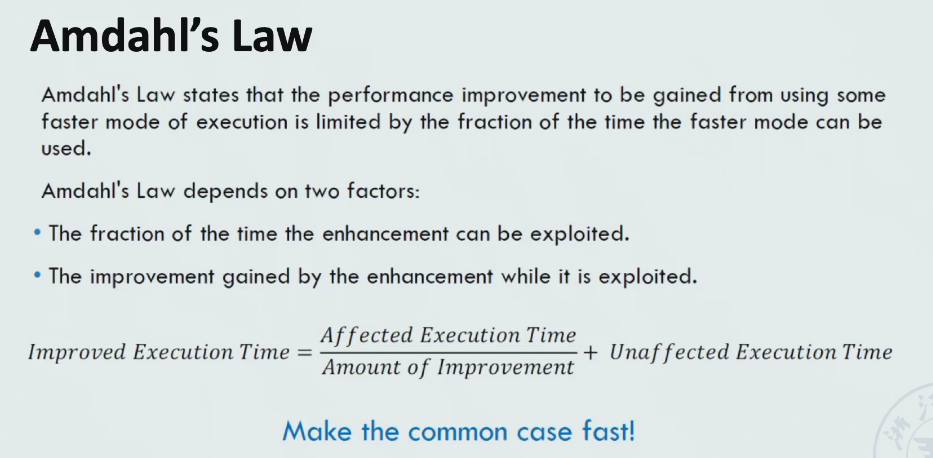 Amdahl's Law
Amdahl's Law states that the performance improvement to be gained from using some
faster mode of execution is limited by the fraction of the time the faster mode can be
used.
Amdahl's Law depends on two factors:
• The fraction of the time the enhancement can be exploited.
• The improvement gained by the enhancement while it is exploited.
Improved Execution Time = Affected Execution Time / Amount of Improvement + Unaffected Execution Time
Make the common case fast!